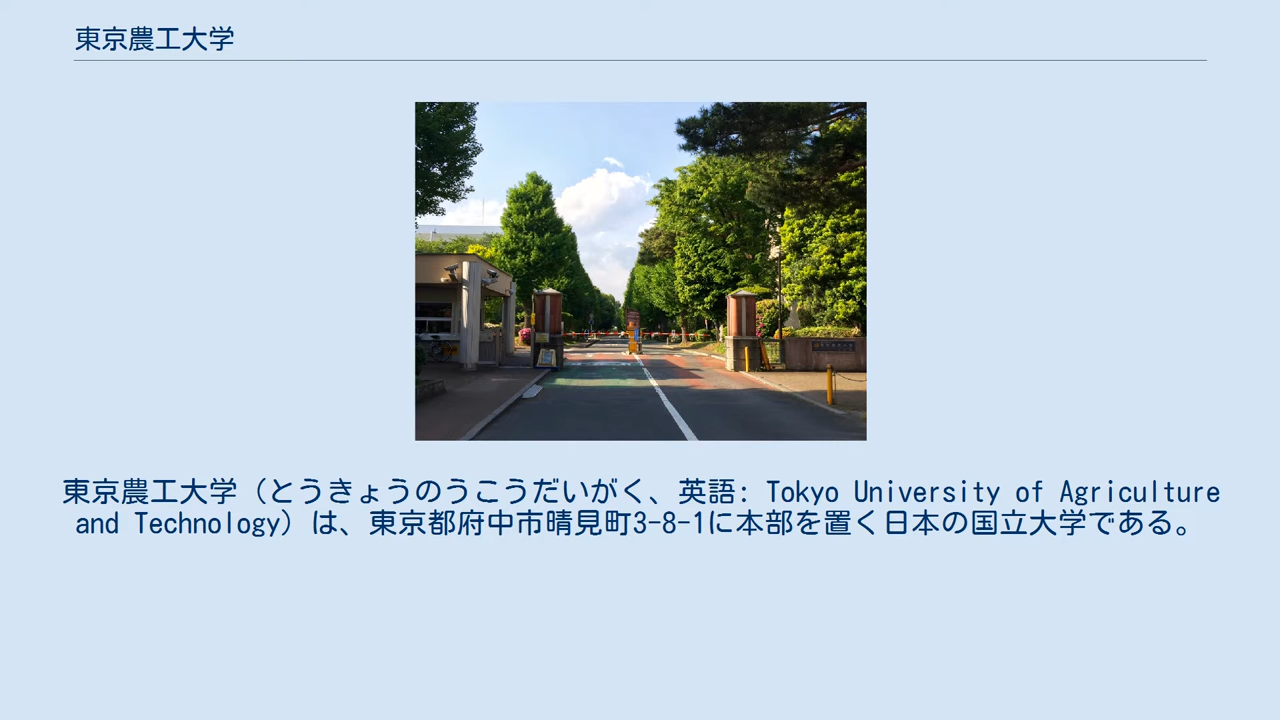 東京農工大学
東京農工大学（とうきょうのうこうだいがく、英語: Tokyo University of Agriculture
and Technology）は、東京都府中市晴見町3-8-1に本部を置く日本の国立大学である。